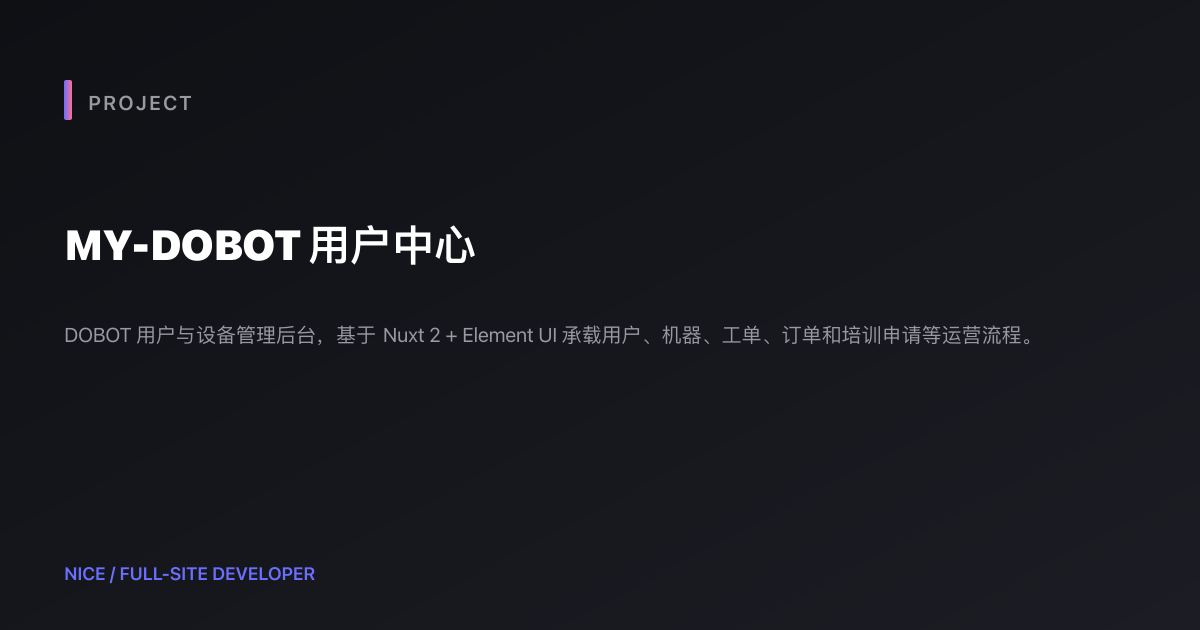 PROJECT
MY-DOBOT 用户中心
DOBOT 用户与设备管理后台，基于 Nuxt 2 + Element UI 承载用户、机器、工单、订单和培训申请等运营流程。
NICE / FULL-SITE DEVELOPER